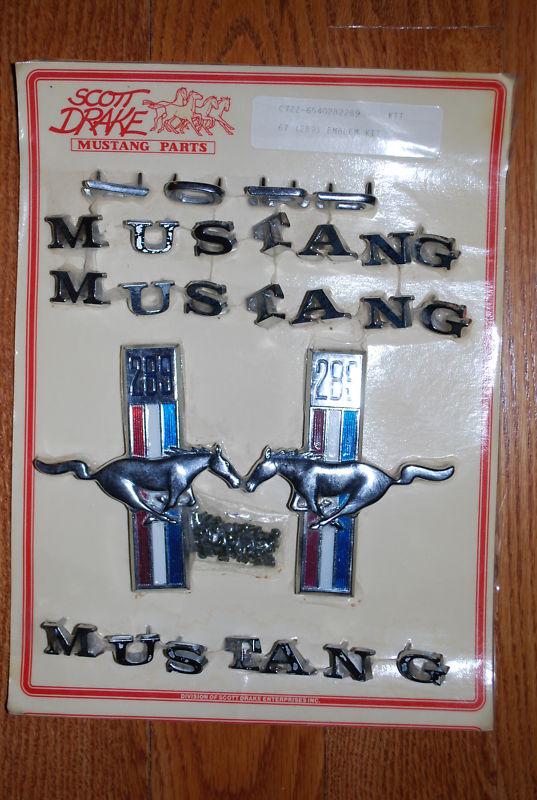 SCOTT
DRAKE
MUSTANG PARTS
C7ZZ-6540282289 KIT
67 (289) EMBLEM KIT
FORD
MUSTANG
MUSTANG
289 289
MUSTANG
DIVISION OF SCOTT DRAKE ENTERPRISES INC.